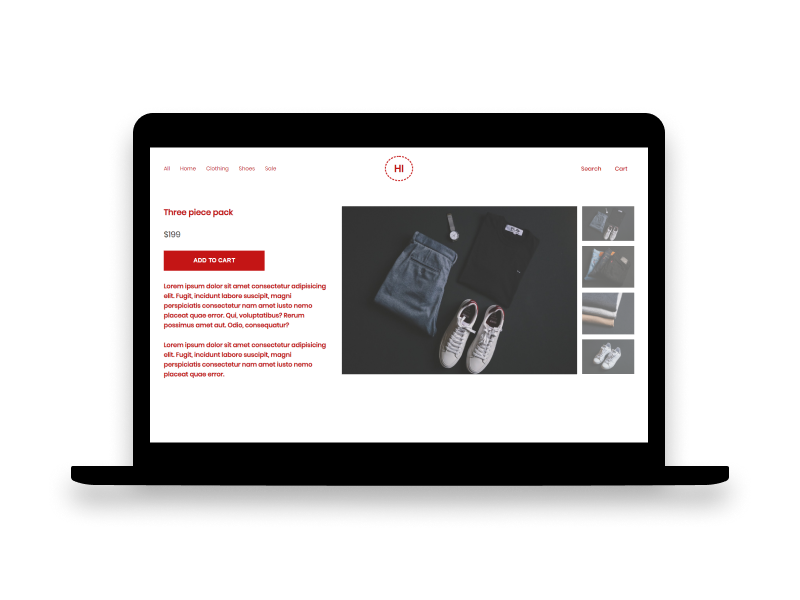 All Home Clothing Shoes Sale
HI
Search Cart
Three piece pack
$199
ADD TO CART
Lorem ipsum dolor sit amet consectetur adipisicing
elit. Fugit, incidunt labore suscipit, magni
perspiciatis consectetur nam amet iusto nemo
placeat quae error. Qui, voluptatibus? Rerum
possimus amet aut. Odio, consequatur?
Lorem ipsum dolor sit amet consectetur adipisicing
elit. Fugit, incidunt labore suscipit, magni
perspiciatis consectetur nam amet iusto nemo
placeat quae error.